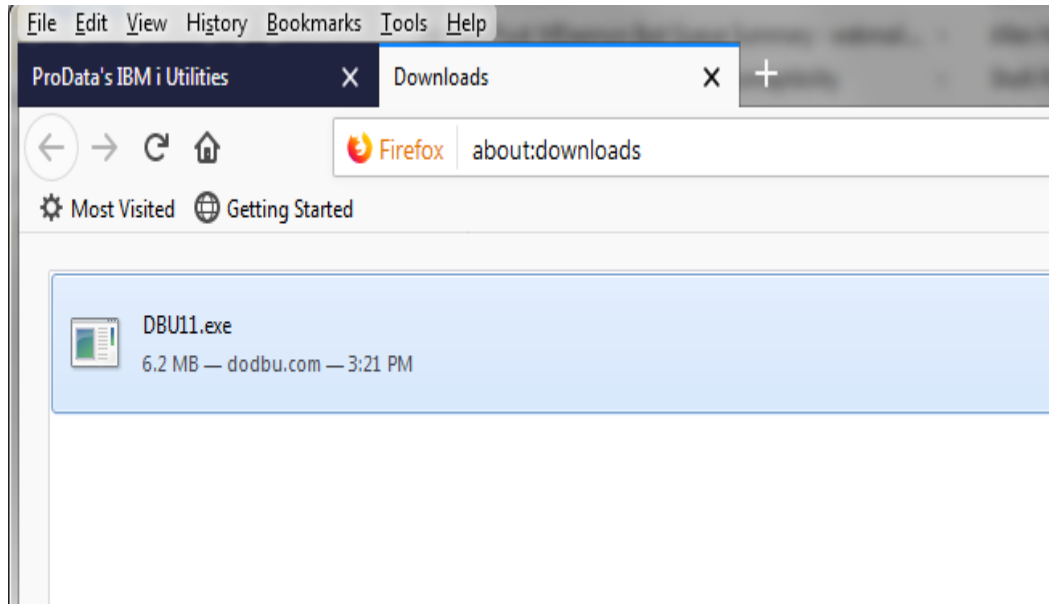 File Edit View History Bookmarks Tools Help
ProData's IBM i Utilities Downloads
Firefox about:downloads
Most Visited Getting Started
DBU11.exe
6.2 MB — dodbu.com — 3:21 PM